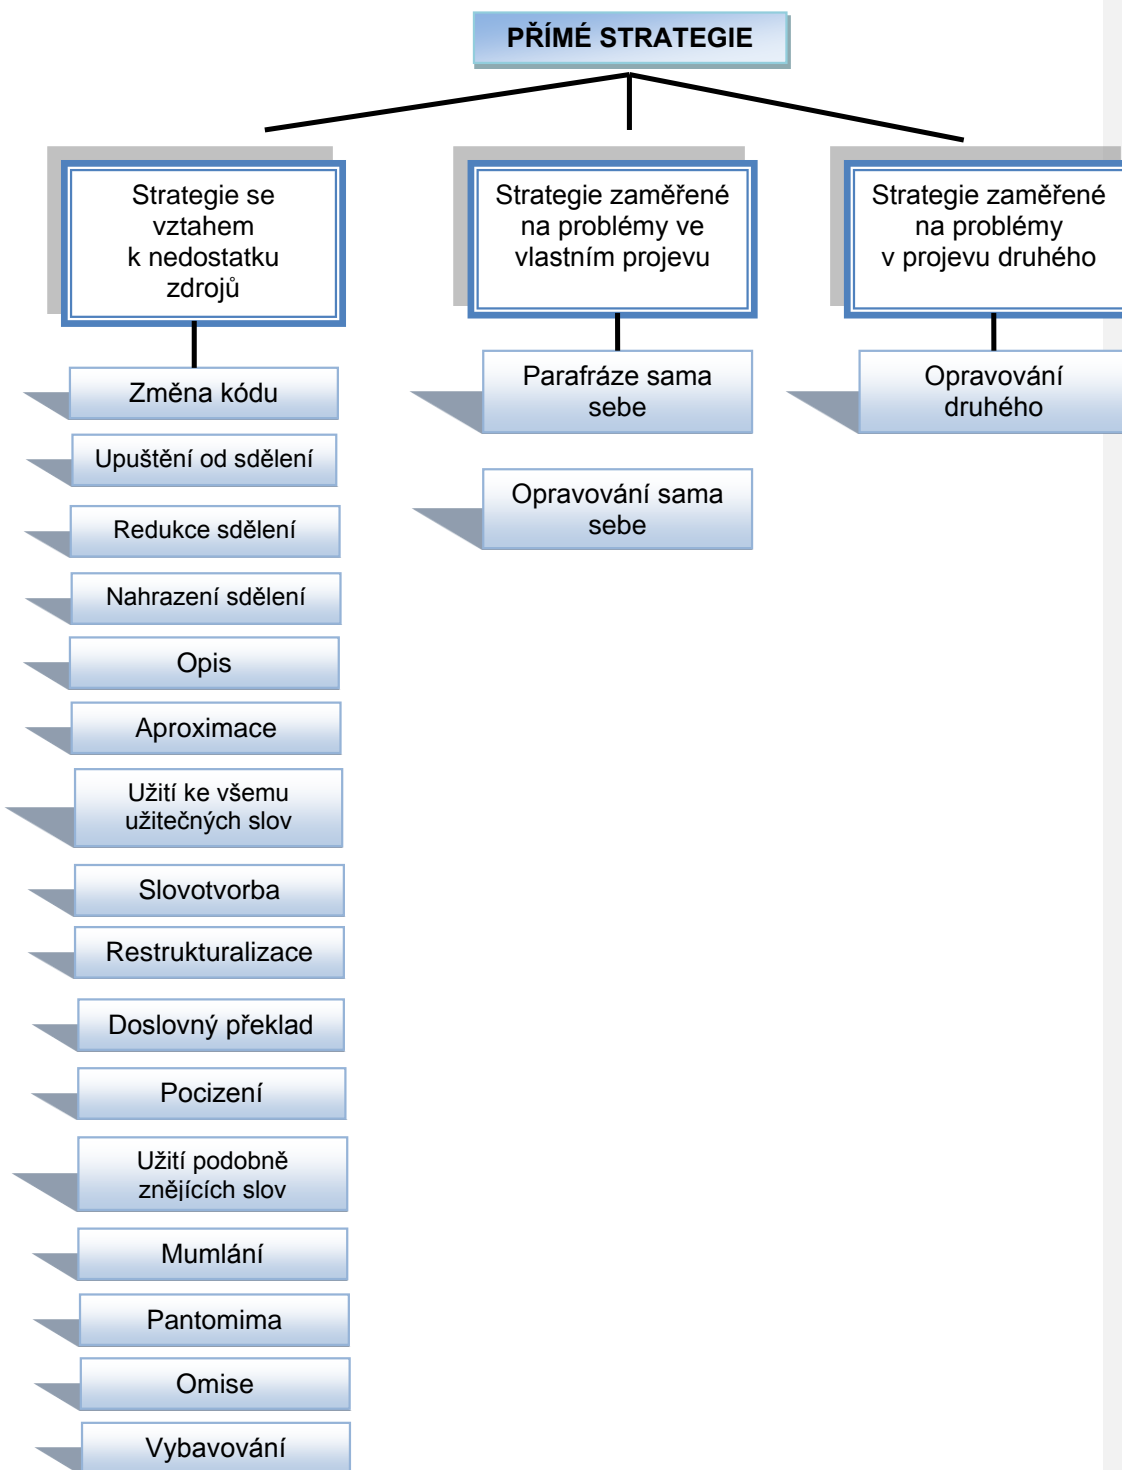 PŘÍMÉ STRATEGIE
Strategie se
vztahem
k nedostatku
zdrojů
Strategie zaměřené
na problémy ve
vlastním projevu
Strategie zaměřené
na problémy
v projevu druhého
Změna kódu
Upuštění od sdělení
Redukce sdělení
Nahrazení sdělení
Opis
Aproximace
Užití ke všemu
užitečných slov
Slovotvorba
Restrukturalizace
Doslovný překlad
Pocizení
Užití podobně
znějících slov
Mumlání
Pantomima
Omise
Vybavování
Parafráze sama
sebe
Opravování sama
sebe
Opravování
druhého